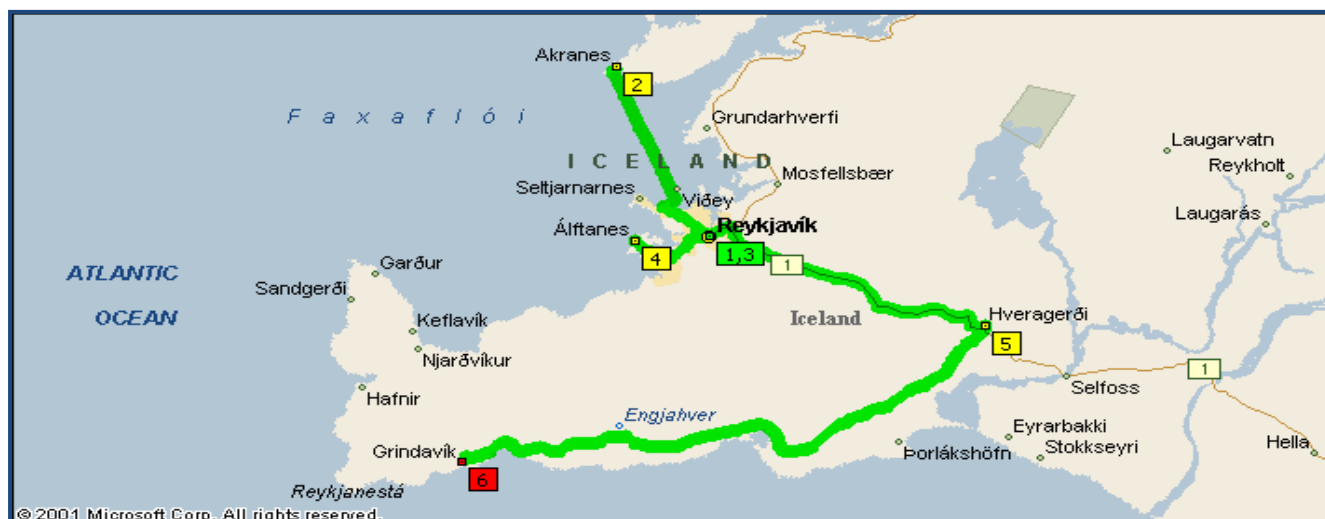 Akranes
2
F a x a f l ó i
Grundarhverfi
Laugarvatn
I C E L A N D
Reykholt
Mosfellsbær
Seltjarnarnes
Viðey
Laugarás
Álftanes
Reykjavík
4
1,3
1
ATLANTIC
OCEAN
Garður
Sandgerði
Keflavík
Iceland
Hveragerði
5
Njarðvíkur
1
Selfoss
Hafnir
Engjahver
Eyrarbakki
Þorlákshöfn
Stokkseyri
Hella
Grindavík
6
Reykjanestá
© 2001 Microsoft Corp. All rights reserved.